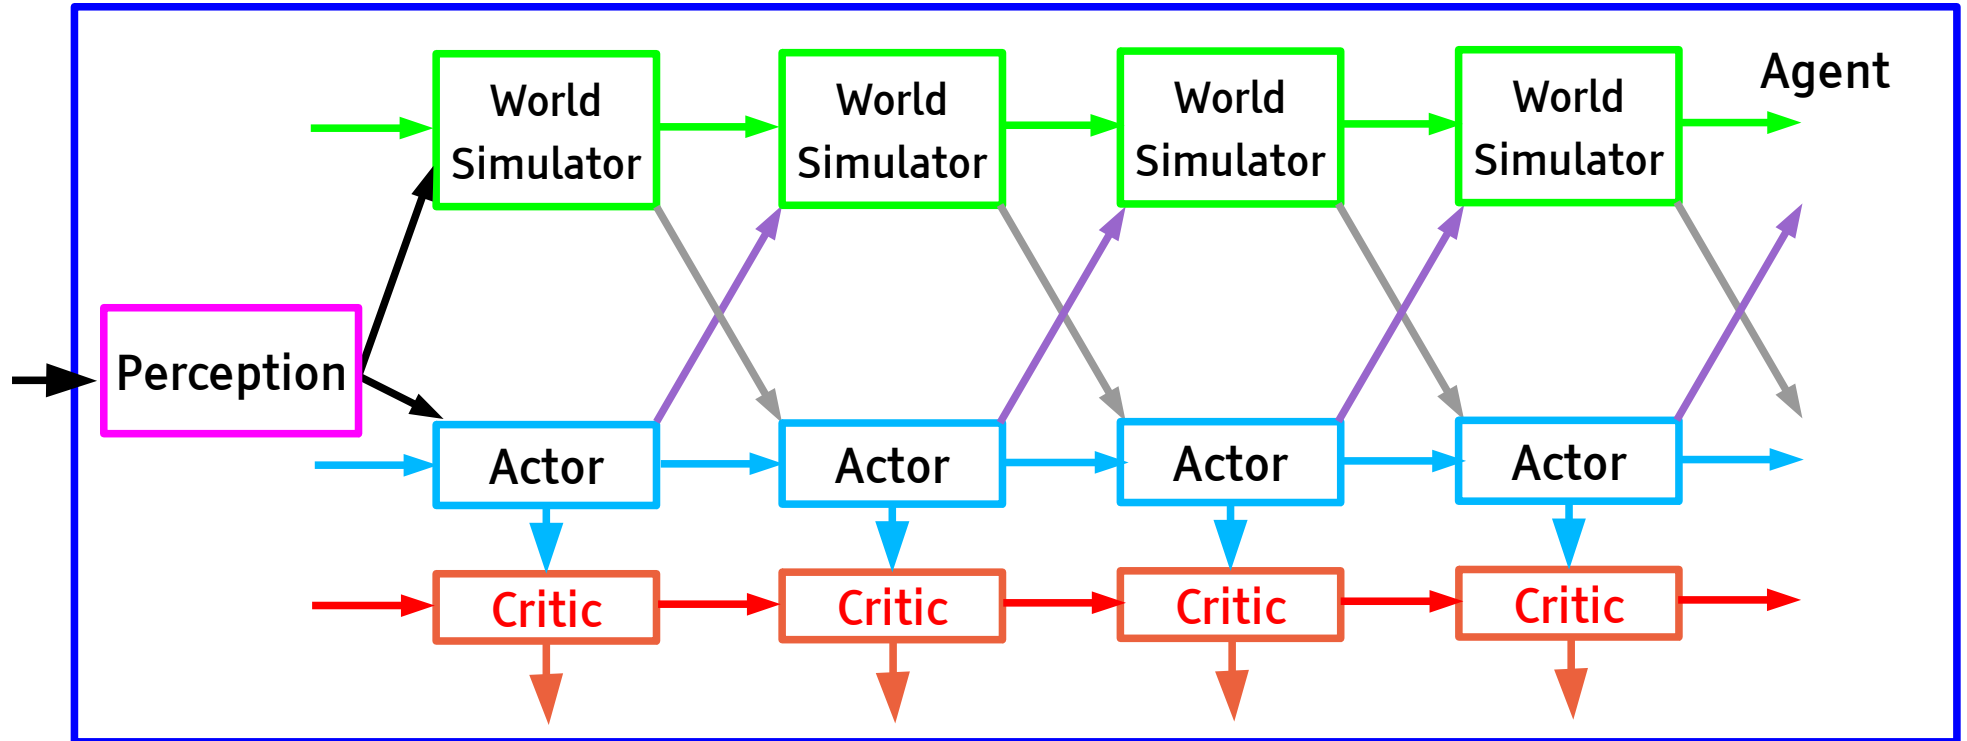 Agent
World
Simulator
World
Simulator
World
Simulator
World
Simulator
Perception
Actor
Actor
Actor
Actor
Critic
Critic
Critic
Critic